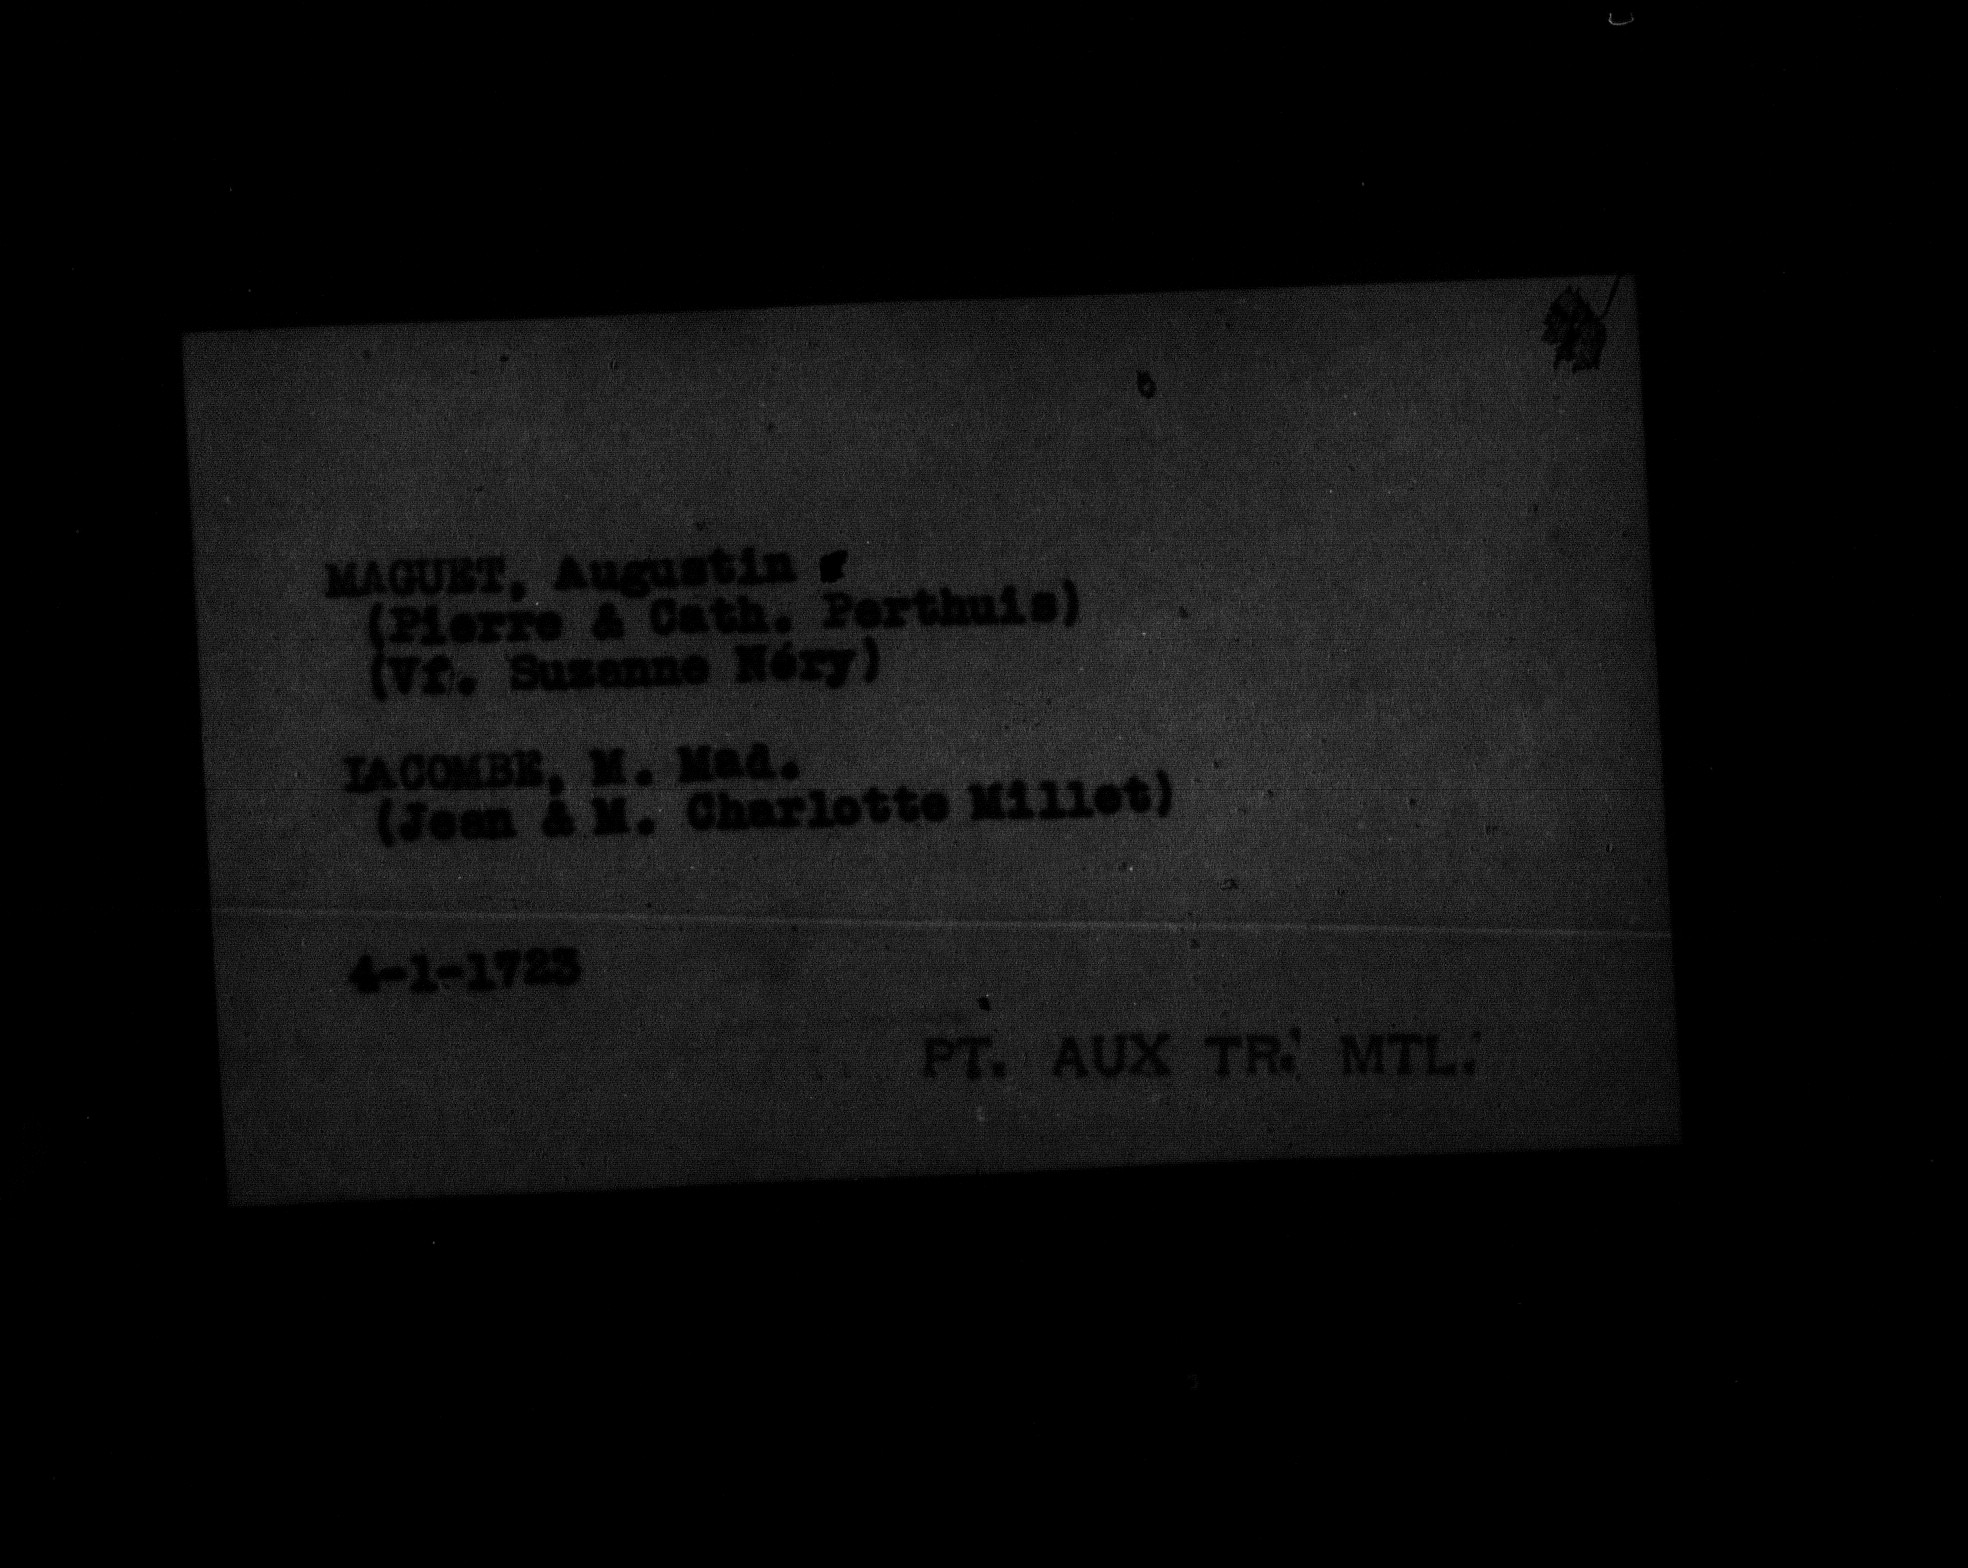 MAGUET, Augustin
(Pierre & Cath. Perthuis)
(Vf. Suzanne Néry)
LACOMBE, M. Mad.
(Jean & M. Charlotte Millet)
4-1-1723
PT. AUX TR. MTL.